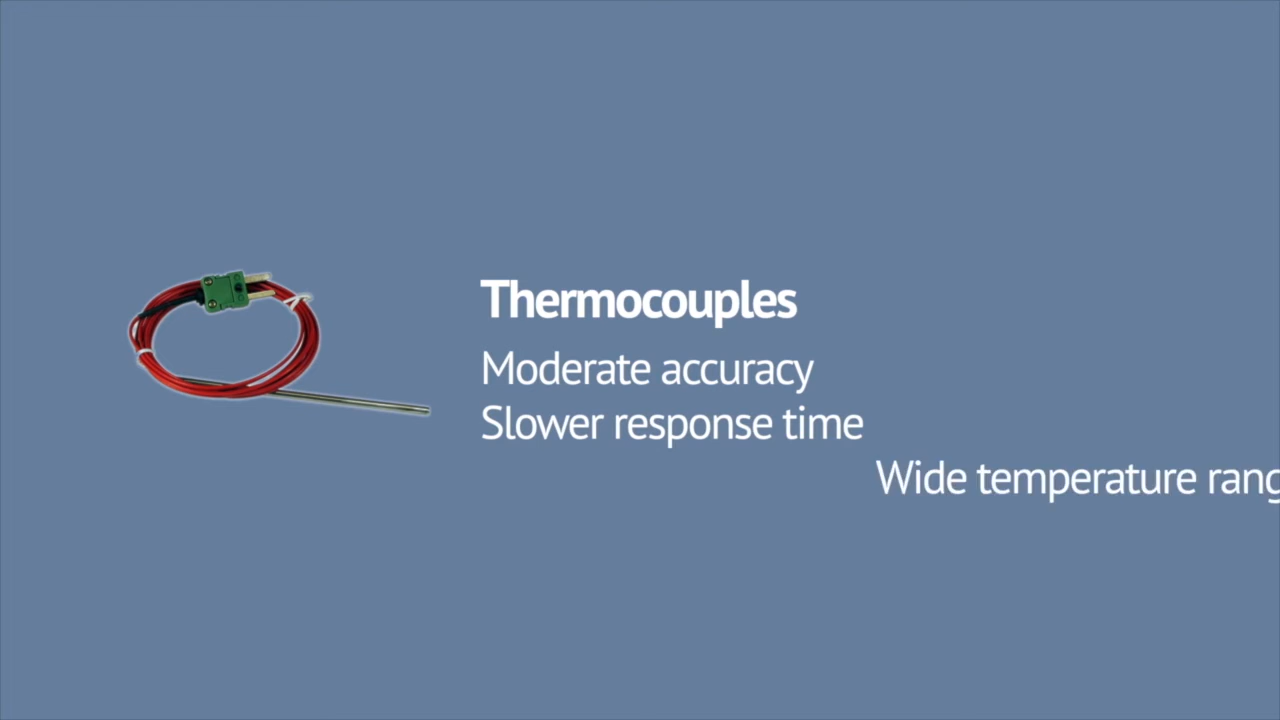 Thermocouples
Moderate accuracy
Slower response time
Wide temperature rang